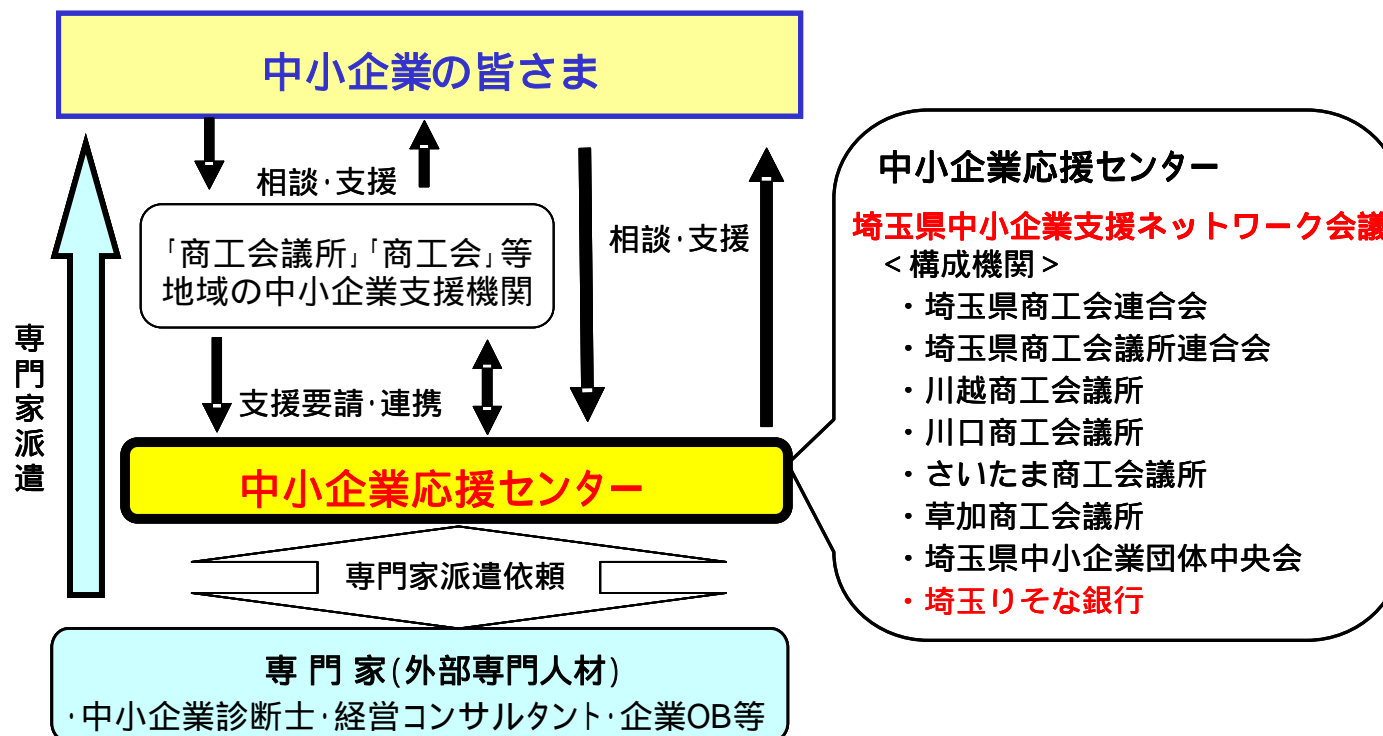 中小企業の皆さま
相談・支援
「商工会議所」「商工会」等
地域の中小企業支援機関
相談・支援
専門家派遣
支援要請・連携
中小企業応援センター
専門家派遣依頼
専 門 家(外部専門人材)
・中小企業診断士・経営コンサルタント・企業OB等
中小企業応援センター
埼玉県中小企業支援ネットワーク会議
＜構成機関＞
・埼玉県商工会連合会
・埼玉県商工会議所連合会
・川越商工会議所
・川口商工会議所
・さいたま商工会議所
・草加商工会議所
・埼玉県中小企業団体中央会
・埼玉りそな銀行